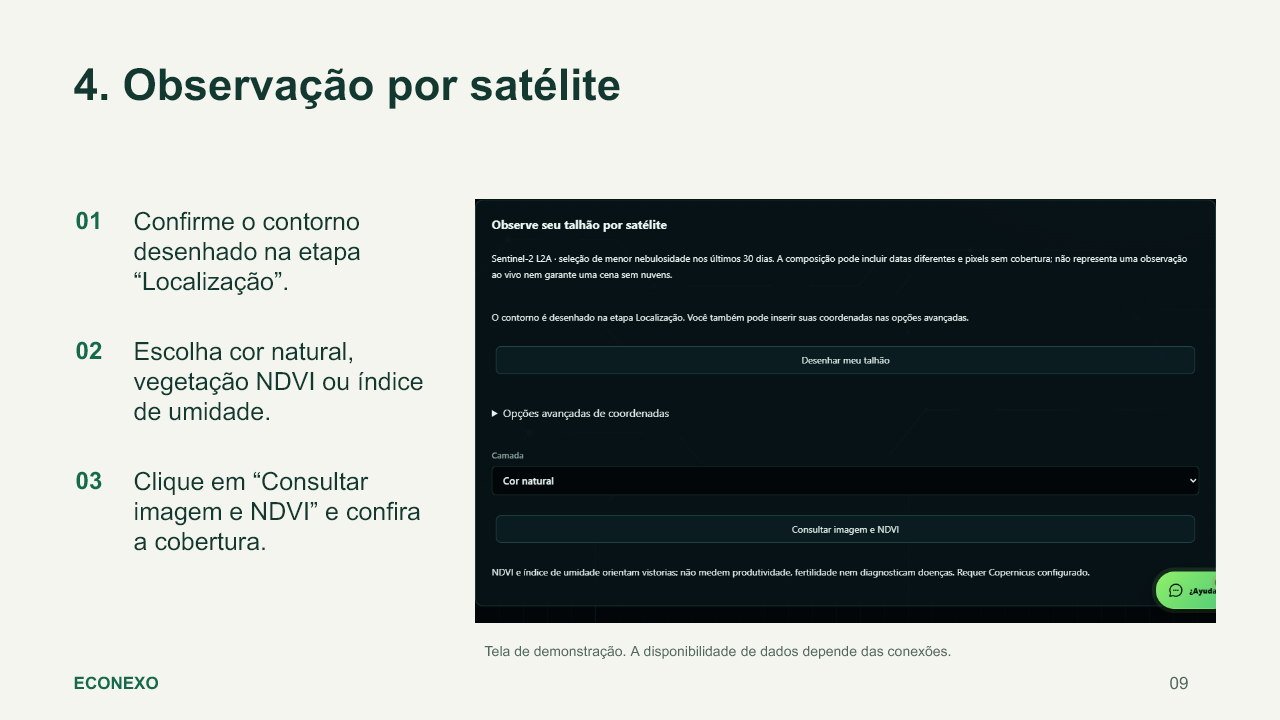 4. Observação por satélite
01
Confirme o contorno
desenhado na etapa
“Localização”.
02
Escolha cor natural,
vegetação NDVI ou índice
de umidade.
03
Clique em “Consultar
imagem e NDVI” e confira
a cobertura.
Observe seu talhão por satélite
Sentinel-2 L2A · seleção de menor nebulosidade nos últimos 30 dias. A composição pode incluir datas diferentes e pixels sem cobertura; não representa uma observação
ao vivo nem garante uma cena sem nuvens.
O contorno é desenhado na etapa Localização. Você também pode inserir suas coordenadas nas opções avançadas.
Desenhar meu talhão
Opções avançadas de coordenadas
Camada
Cor natural
Consultar imagem e NDVI
NDVI e índice de umidade orientam vistorias; não medem produtividade, fertilidade nem diagnosticam doenças. Requer Copernicus configurado.
¿Ayuda
Tela de demonstração. A disponibilidade de dados depende das conexões.
ECONEXO
09